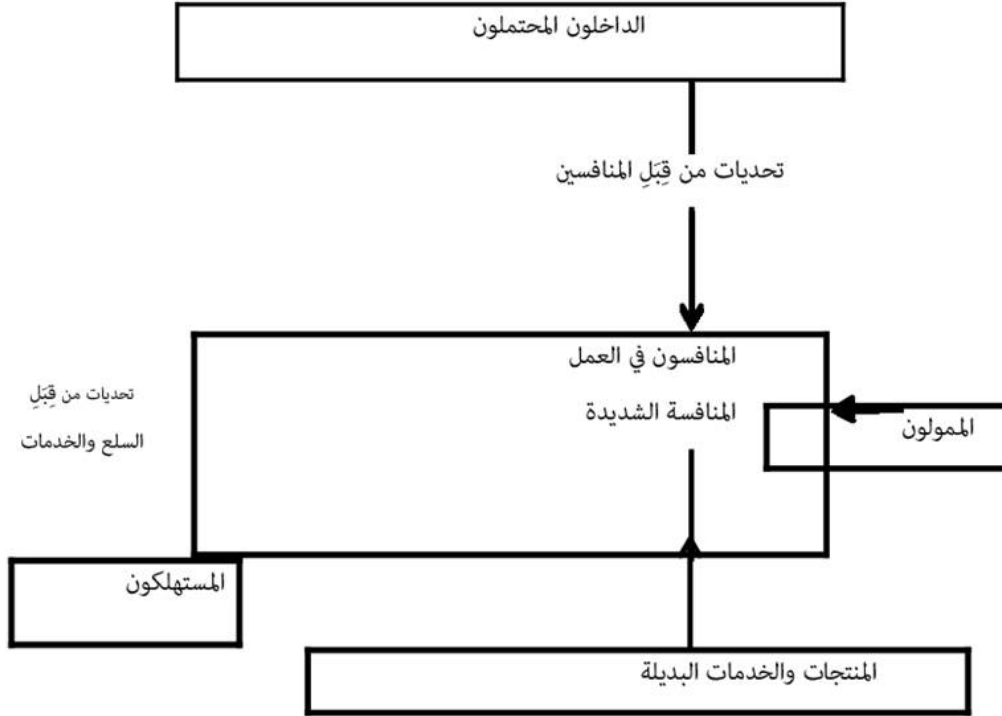 الداخلون المحتملون
تحديات من قِبَلِ المنافسين
المنافسون في العمل
المنافسة الشديدة
الممولون
تحديات من قِبَلِ
السلع والخدمات
المستهلكون
المنتجات والخدمات البديلة